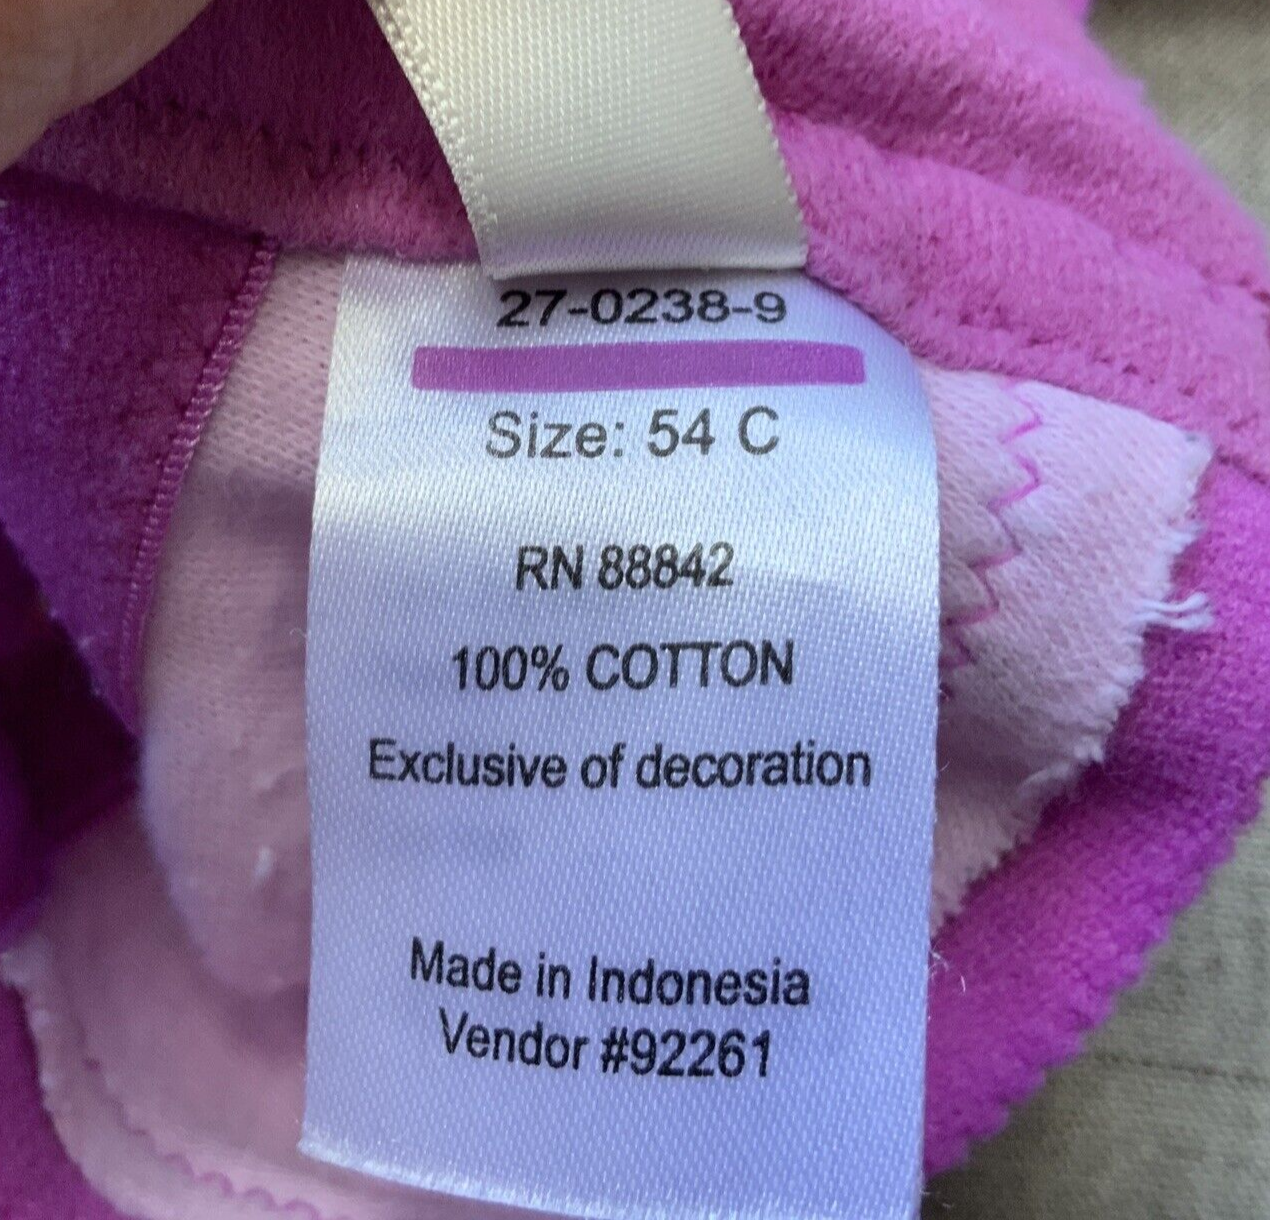 27-0238-9
Size: 54 C
RN 88842
100% COTTON
Exclusive of decoration
Made in Indonesia
Vendor #92261